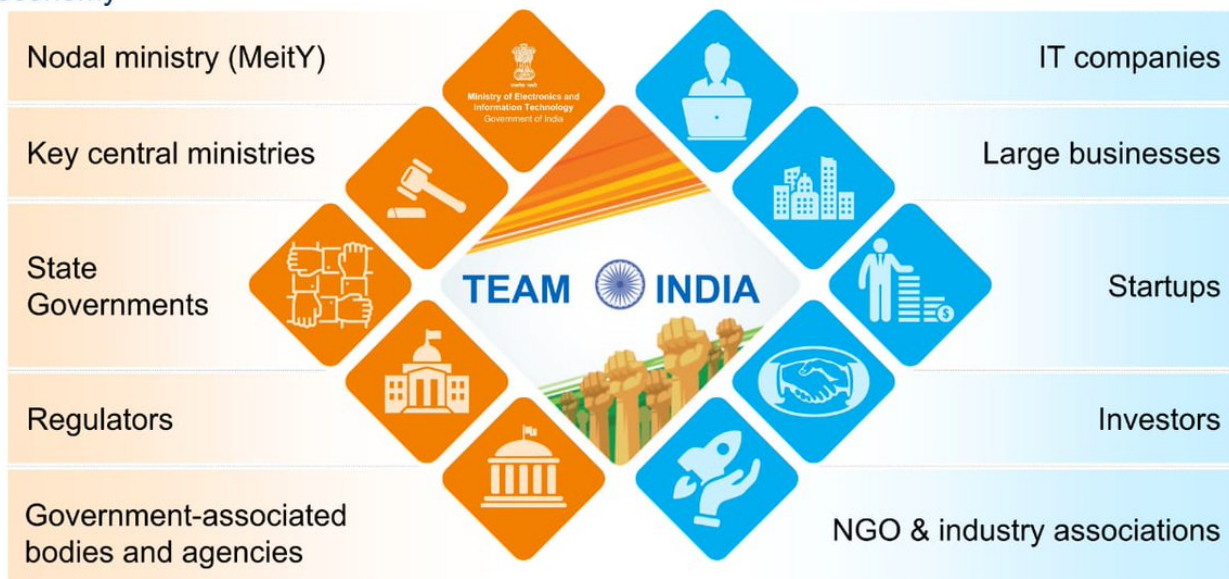 Nodal ministry (MeitY)
Key central ministries
State
Governments
Regulators
Government-associated
bodies and agencies
Ministry of Electronics and
Information Technology
Government of India
TEAM INDIA
$
IT companies
Large businesses
Startups
Investors
NGO & industry associations